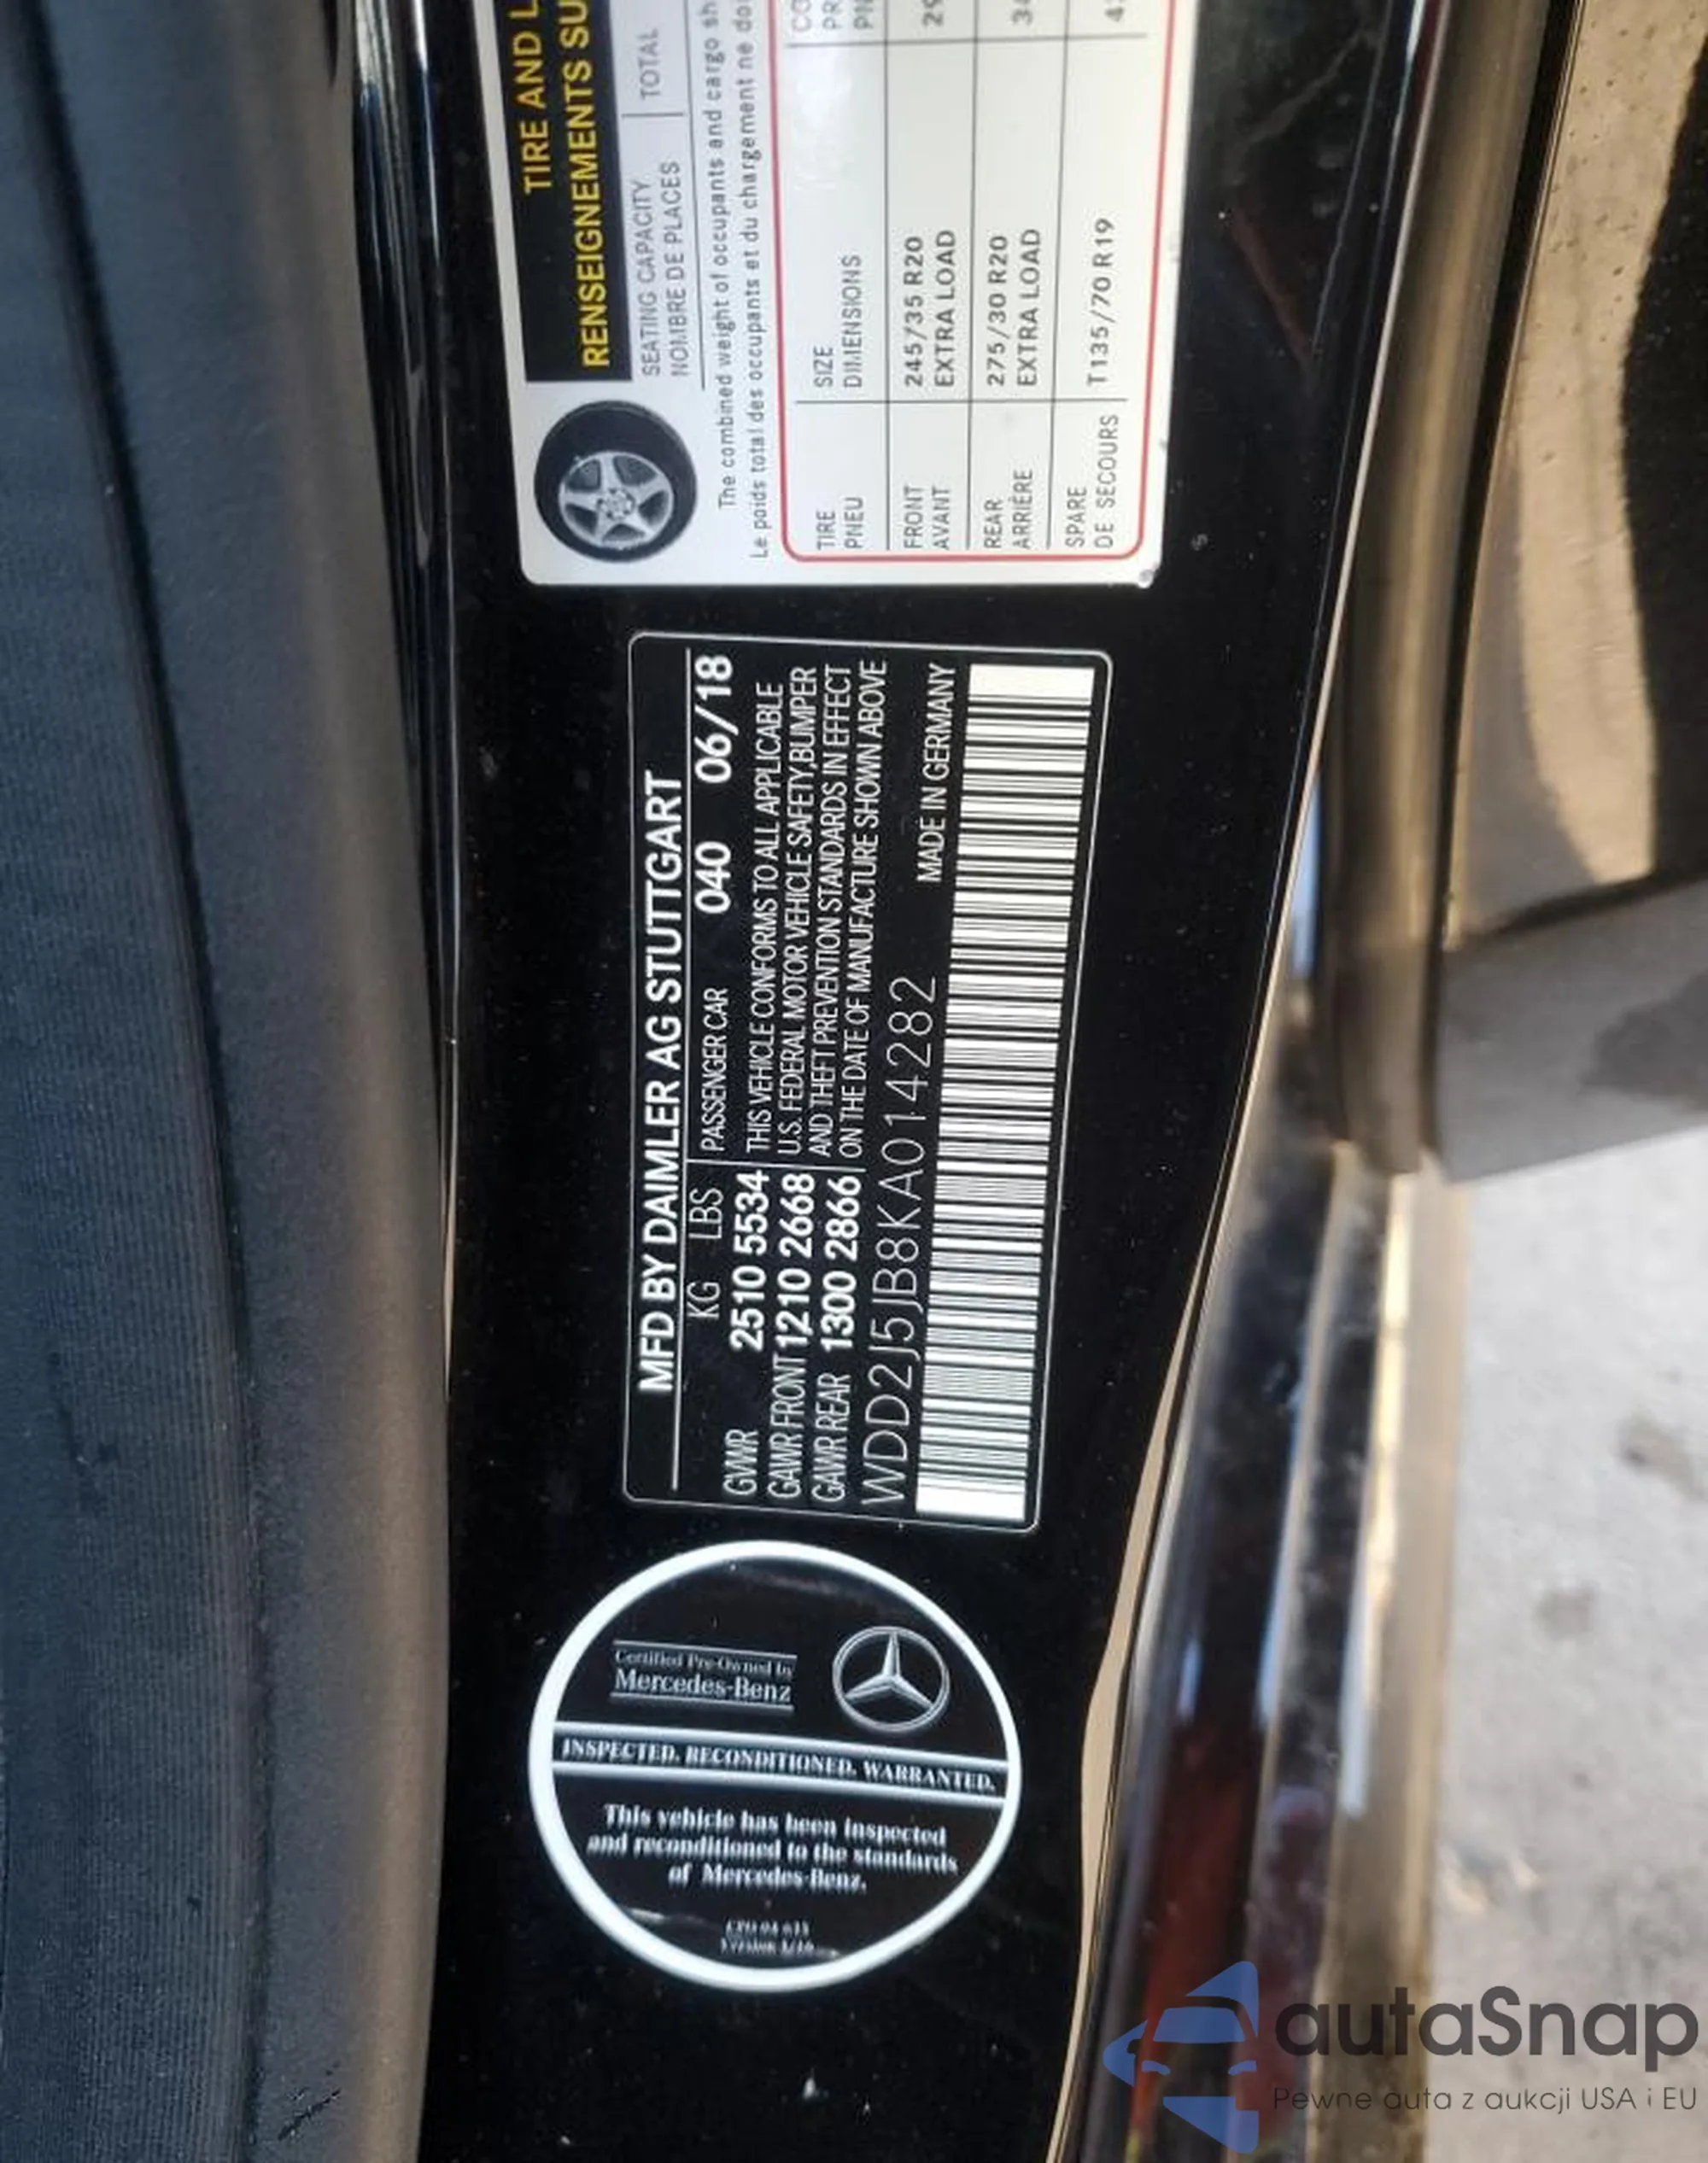 TIRE AND L
RENSEIGNEMENTS SU
SEATING CAPACITY
NOMBRE DE PLACES
TOTAL
The combined weight of occupants and cargo sh
Le poids total des occupants et du chargement ne do
TIRE
PNEU
SIZE
DIMENSIONS
FRONT
AVANT
245/35 R20
EXTRA LOAD
REAR
ARRIÈRE
275/30 R20
EXTRA LOAD
SPARE
DE SECOURS
T135/70 R19
MFD BY DAIMLER AG STUTTGART
KG LBS PASSENGER CAR 040 06/18
GVWR 2510 5534 THIS VEHICLE CONFORMS TO ALL APPLICABLE
GAWR FRONT 1210 2668 U.S. FEDERAL MOTOR VEHICLE SAFETY,BUMPER
GAWR REAR 1300 2866 AND THEFT PREVENTION STANDARDS IN EFFECT
ON THE DATE OF MANUFACTURE SHOWN ABOVE
WDD2J5JB8KA014282 MADE IN GERMANY
Certified Pre-Owned by
Mercedes-Benz
INSPECTED. RECONDITIONED. WARRANTED.
This vehicle has been inspected
and reconditioned to the standards
of Mercedes-Benz.
autaSnap
Pewne auta z aukcji USA i EU